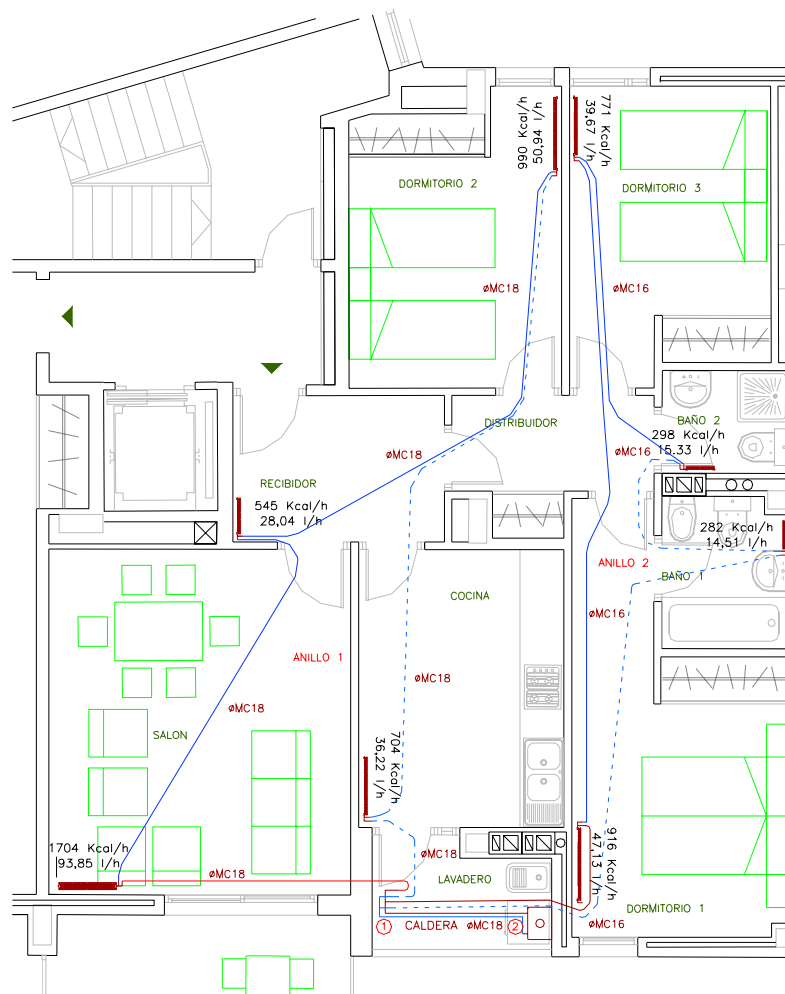 990 Kcal/h
50,94 l/h
771 Kcal/h
39,67 l/h
DORMITORIO 2
DORMITORIO 3
øMC18
øMC16
DISTRIBUIDOR
BAÑO 2
298 Kcal/h
15.33 l/h
øMC18
øMC16
RECIBIDOR
545 Kcal/h
28,04 l/h
282 Kcal/h
14,51 l/h
ANILLO 2
BAÑO 1
COCINA
øMC16
ANILLO 1
øMC18
øMC18
SALON
704 Kcal/h
36,22 l/h
1704 Kcal/h
93,85 l/h
916 Kcal/h
47,13 l/h
øMC18
øMC18
LAVADERO
DORMITORIO 1
1
CALDERA
øMC18
2
øMC16